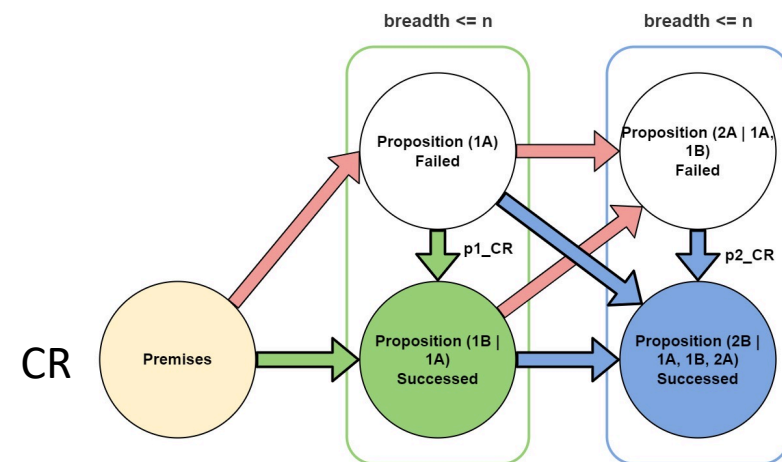 breadth <= n
breadth <= n
Proposition (1A)
Failed
Proposition (2A | 1A,
1B)
Failed
p1_CR
p2_CR
CR
Premises
Proposition (1B |
1A)
Successed
Proposition (2B |
1A, 1B, 2A)
Successed